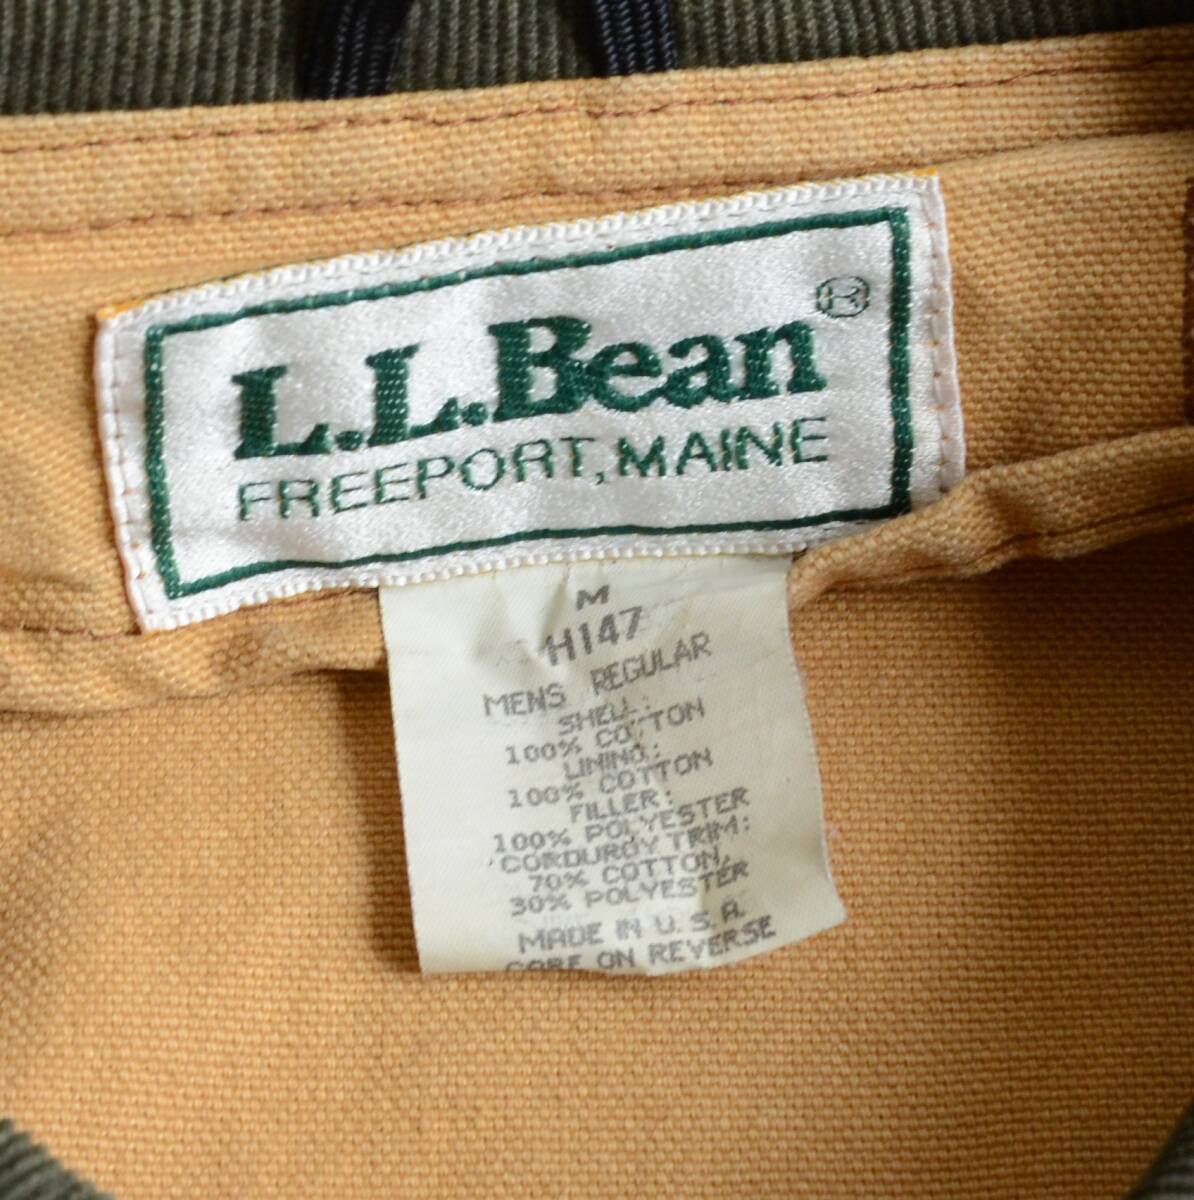 L.L.Bean®
FREEPORT, MAINE
M
H147
MENS REGULAR
SHELL:
100% COTTON
LINING:
100% COTTON
FILLER:
100% POLYESTER
CORDUROY TRIM:
70% COTTON,
30% POLYESTER
MADE IN U.S.A.
CARE ON REVERSE